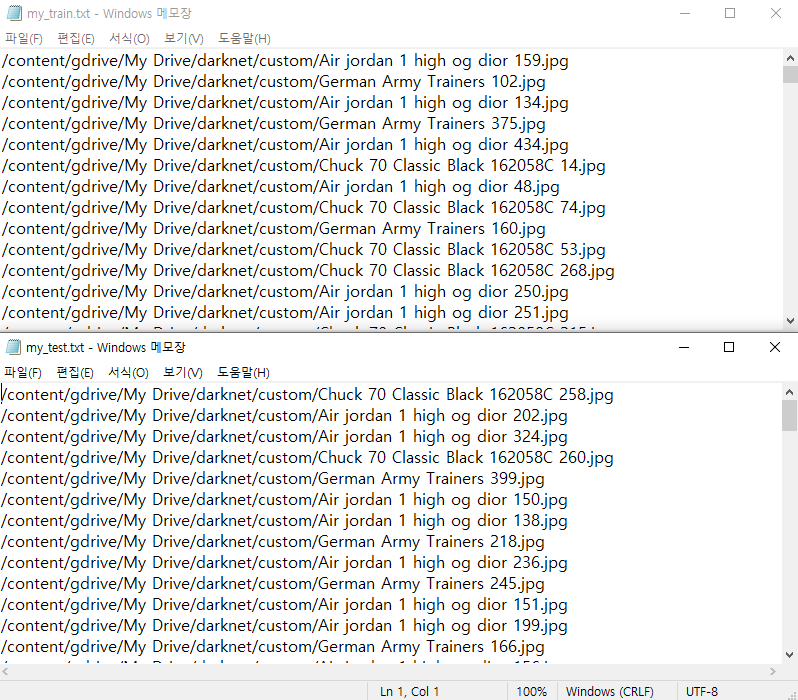 my_train.txt - Windows 메모장
파일(F) 편집(E) 서식(O) 보기(V) 도움말(H)
/content/gdrive/My Drive/darknet/custom/Air jordan 1 high og dior 159.jpg
/content/gdrive/My Drive/darknet/custom/German Army Trainers 102.jpg
/content/gdrive/My Drive/darknet/custom/Air jordan 1 high og dior 134.jpg
/content/gdrive/My Drive/darknet/custom/German Army Trainers 375.jpg
/content/gdrive/My Drive/darknet/custom/Air jordan 1 high og dior 434.jpg
/content/gdrive/My Drive/darknet/custom/Chuck 70 Classic Black 162058C 14.jpg
/content/gdrive/My Drive/darknet/custom/Air jordan 1 high og dior 48.jpg
/content/gdrive/My Drive/darknet/custom/Chuck 70 Classic Black 162058C 74.jpg
/content/gdrive/My Drive/darknet/custom/German Army Trainers 160.jpg
/content/gdrive/My Drive/darknet/custom/Chuck 70 Classic Black 162058C 53.jpg
/content/gdrive/My Drive/darknet/custom/Chuck 70 Classic Black 162058C 268.jpg
/content/gdrive/My Drive/darknet/custom/Air jordan 1 high og dior 250.jpg
/content/gdrive/My Drive/darknet/custom/Air jordan 1 high og dior 251.jpg
my_test.txt - Windows 메모장
파일(F) 편집(E) 서식(O) 보기(V) 도움말(H)
/content/gdrive/My Drive/darknet/custom/Chuck 70 Classic Black 162058C 258.jpg
/content/gdrive/My Drive/darknet/custom/Air jordan 1 high og dior 202.jpg
/content/gdrive/My Drive/darknet/custom/Air jordan 1 high og dior 324.jpg
/content/gdrive/My Drive/darknet/custom/Chuck 70 Classic Black 162058C 260.jpg
/content/gdrive/My Drive/darknet/custom/German Army Trainers 399.jpg
/content/gdrive/My Drive/darknet/custom/Air jordan 1 high og dior 150.jpg
/content/gdrive/My Drive/darknet/custom/Air jordan 1 high og dior 138.jpg
/content/gdrive/My Drive/darknet/custom/German Army Trainers 218.jpg
/content/gdrive/My Drive/darknet/custom/Air jordan 1 high og dior 236.jpg
/content/gdrive/My Drive/darknet/custom/German Army Trainers 245.jpg
/content/gdrive/My Drive/darknet/custom/Air jordan 1 high og dior 151.jpg
/content/gdrive/My Drive/darknet/custom/Air jordan 1 high og dior 199.jpg
/content/gdrive/My Drive/darknet/custom/German Army Trainers 166.jpg
Ln 1, Col 1 100% Windows (CRLF) UTF-8